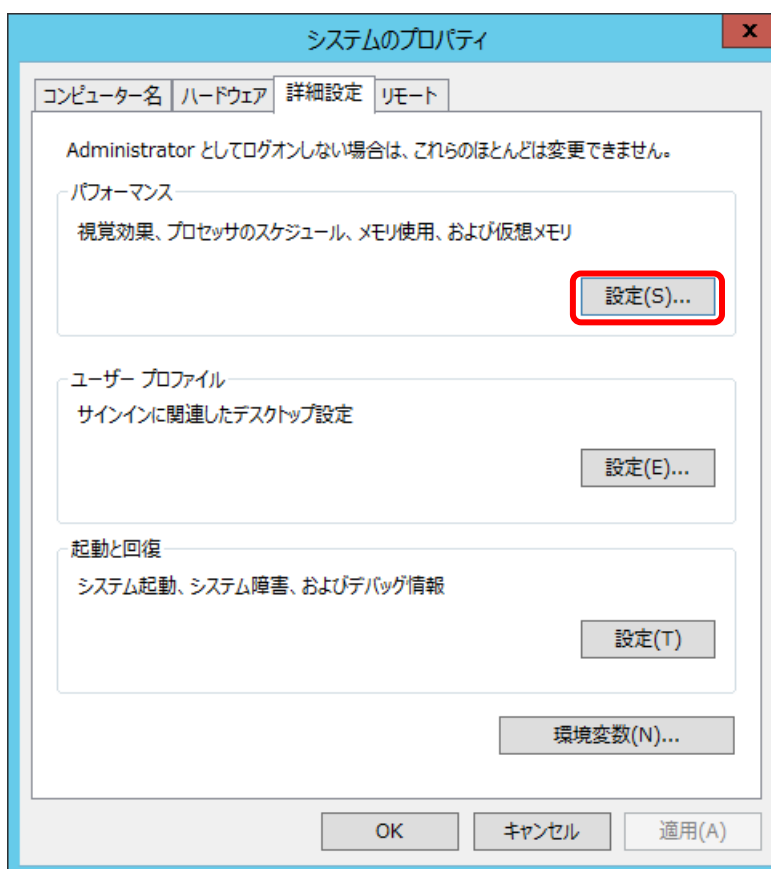 システムのプロパティ
x
コンピューター名 ハードウェア 詳細設定 リモート
Administrator としてログオンしない場合は、これらのほとんどは変更できません。
パフォーマンス
視覚効果、プロセッサのスケジュール、メモリ使用、および仮想メモリ
設定(S)...
ユーザー プロファイル
サインインに関連したデスクトップ設定
設定(E)...
起動と回復
システム起動、システム障害、およびデバッグ情報
設定(T)
環境変数(N)...
OK キャンセル 適用(A)